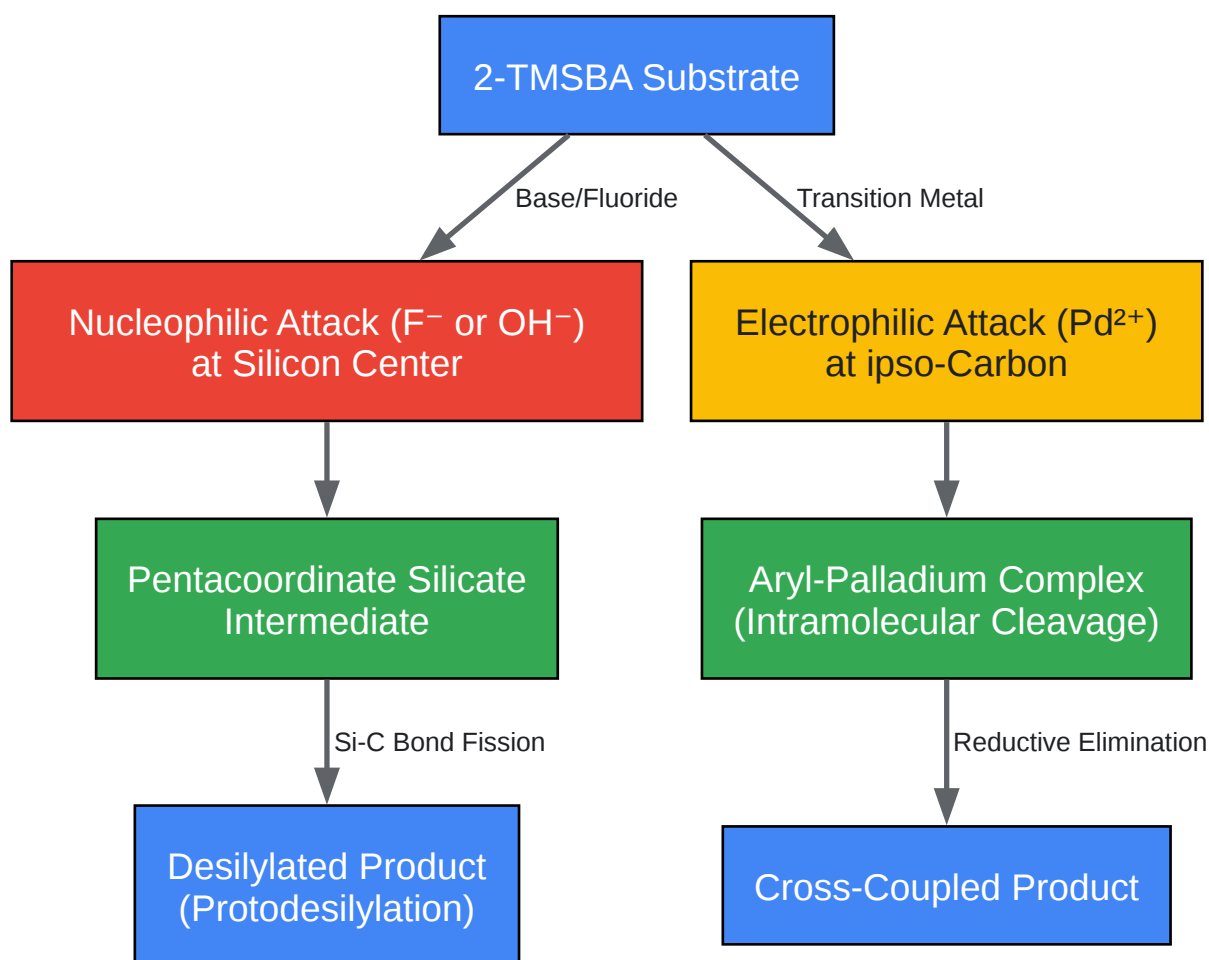 2-TMSBA Substrate
Base/Fluoride
Transition Metal
Nucleophilic Attack (F⁻ or OH⁻)
at Silicon Center
Electrophilic Attack (Pd²⁺)
at ipso-Carbon
Pentacoordinate Silicate
Intermediate
Aryl-Palladium Complex
(Intramolecular Cleavage)
Si-C Bond Fission
Reductive Elimination
Desilylated Product
(Protodesilylation)
Cross-Coupled Product